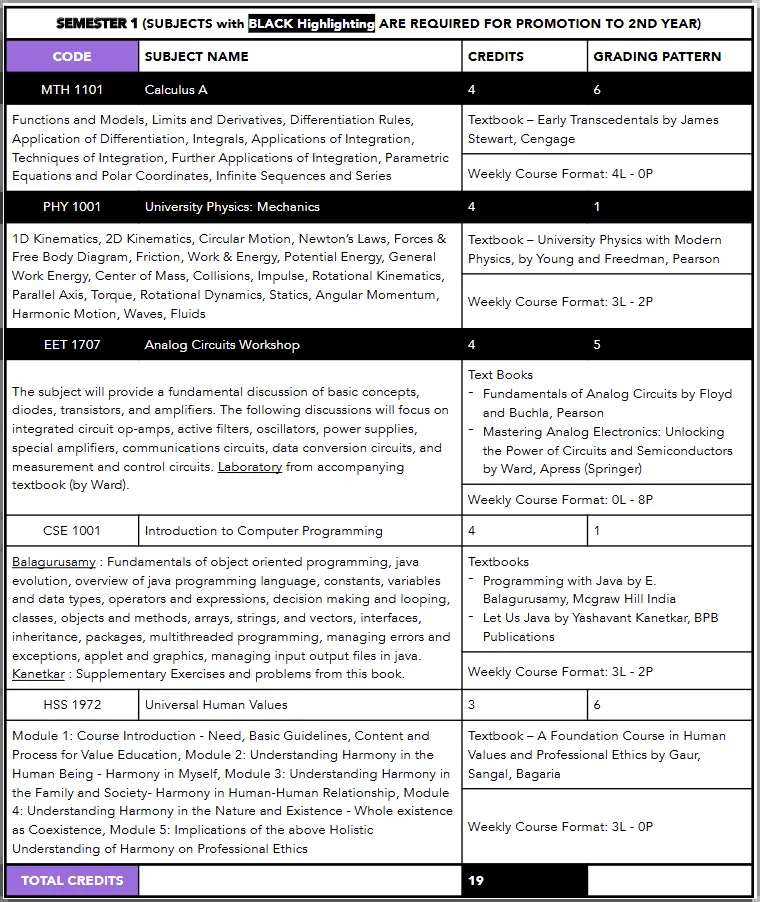 SEMESTER 1 (SUBJECTS with BLACK Highlighting ARE REQUIRED FOR PROMOTION TO 2ND YEAR)
CODE SUBJECT NAME CREDITS GRADING PATTERN
MTH 1101 Calculus A 4 6
Functions and Models, Limits and Derivatives, Differentiation Rules,
Application of Differentiation, Integrals, Applications of Integration,
Techniques of Integration, Further Applications of Integration, Parametric
Equations and Polar Coordinates, Infinite Sequences and Series
Textbook – Early Transcedentals by James
Stewart, Cengage
Weekly Course Format: 4L - 0P
PHY 1001 University Physics: Mechanics 4 1
1D Kinematics, 2D Kinematics, Circular Motion, Newton's Laws, Forces &
Free Body Diagram, Friction, Work & Energy, Potential Energy, General
Work Energy, Center of Mass, Collisions, Impulse, Rotational Kinematics,
Parallel Axis, Torque, Rotational Dynamics, Statics, Angular Momentum,
Harmonic Motion, Waves, Fluids
Textbook – University Physics with Modern
Physics, by Young and Freedman, Pearson
Weekly Course Format: 3L - 2P
EET 1707 Analog Circuits Workshop 4 5
The subject will provide a fundamental discussion of basic concepts,
diodes, transistors, and amplifiers. The following discussions will focus on
integrated circuit op-amps, active filters, oscillators, power supplies,
special amplifiers, communications circuits, data conversion circuits, and
measurement and control circuits. Laboratory from accompanying
textbook (by Ward).
Text Books
- Fundamentals of Analog Circuits by Floyd
and Buchla, Pearson
- Mastering Analog Electronics: Unlocking
the Power of Circuits and Semiconductors
by Ward, Apress (Springer)
Weekly Course Format: 0L - 8P
CSE 1001 Introduction to Computer Programming 4 1
Balagurusamy : Fundamentals of object oriented programming, java
evolution, overview of java programming language, constants, variables
and data types, operators and expressions, decision making and looping,
classes, objects and methods, arrays, strings, and vectors, interfaces,
inheritance, packages, multithreaded programming, managing errors and
exceptions, applet and graphics, managing input output files in java.
Kanetkar : Supplementary Exercises and problems from this book.
Textbooks
- Programming with Java by E.
Balagurusamy, Mcgraw Hill India
- Let Us Java by Yashavant Kanetkar, BPB
Publications
Weekly Course Format: 3L - 2P
HSS 1972 Universal Human Values 3 6
Module 1: Course Introduction - Need, Basic Guidelines, Content and
Process for Value Education, Module 2: Understanding Harmony in the
Human Being - Harmony in Myself, Module 3: Understanding Harmony in
the Family and Society- Harmony in Human-Human Relationship, Module
4: Understanding Harmony in the Nature and Existence - Whole existence
as Coexistence, Module 5: Implications of the above Holistic
Understanding of Harmony on Professional Ethics
Textbook – A Foundation Course in Human
Values and Professional Ethics by Gaur,
Sangal, Bagaria
Weekly Course Format: 3L - 0P
TOTAL CREDITS 19